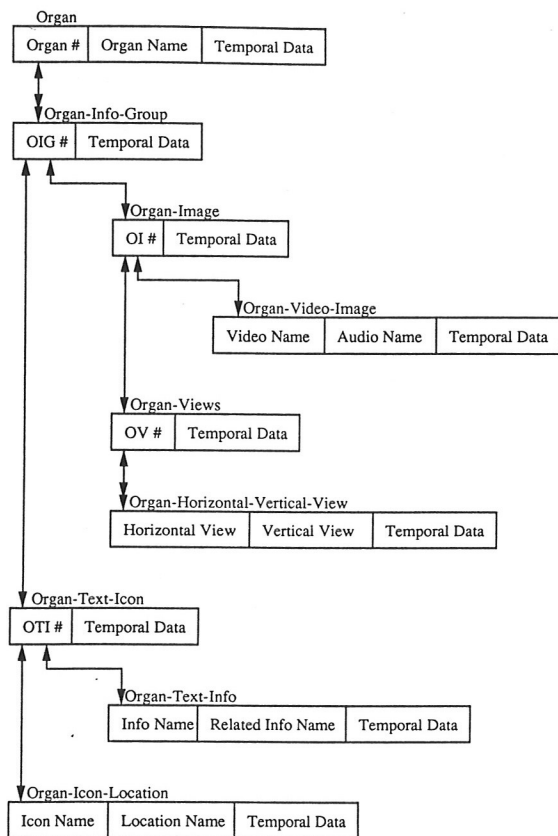 Organ
Organ # Organ Name Temporal Data
Organ-Info-Group
OIG # Temporal Data
Organ-Image
OI # Temporal Data
Organ-Video-Image
Video Name Audio Name Temporal Data
Organ-Views
OV # Temporal Data
Organ-Horizontal-Vertical-View
Horizontal View Vertical View Temporal Data
Organ-Text-Icon
OTI # Temporal Data
Organ-Text-Info
Info Name Related Info Name Temporal Data
Organ-Icon-Location
Icon Name Location Name Temporal Data